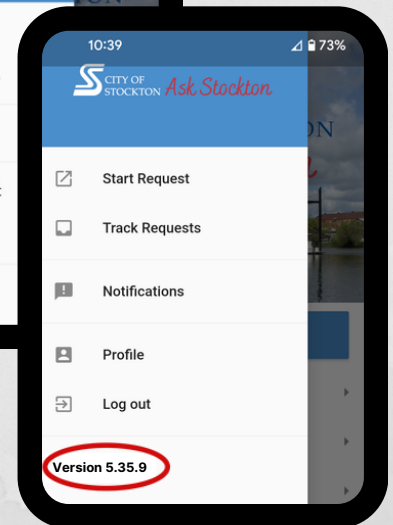 10:39 73%
CITY OF
STOCKTON Ask Stockton
Start Request
Track Requests
Notifications
Profile
Log out
Version 5.35.9